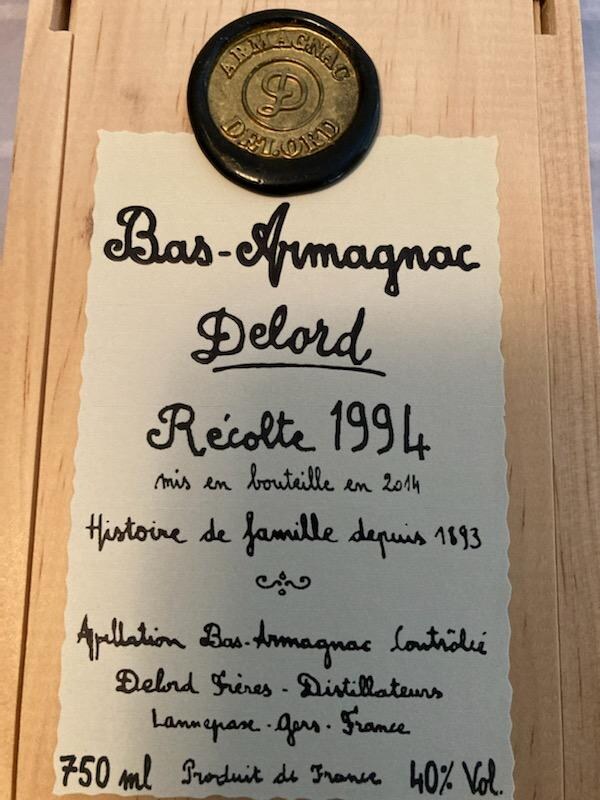 ARMAGNAC
D
DELORD
Bas-Armagnac
Delord
Récolte 1994
mis en bouteille en 2014
Histoire de famille depuis 1893
Appellation Bas-Armagnac Contrôlée
Delord Frères - Distillateurs
Lannepax - Gers - France
750 ml Produit de France 40% Vol.